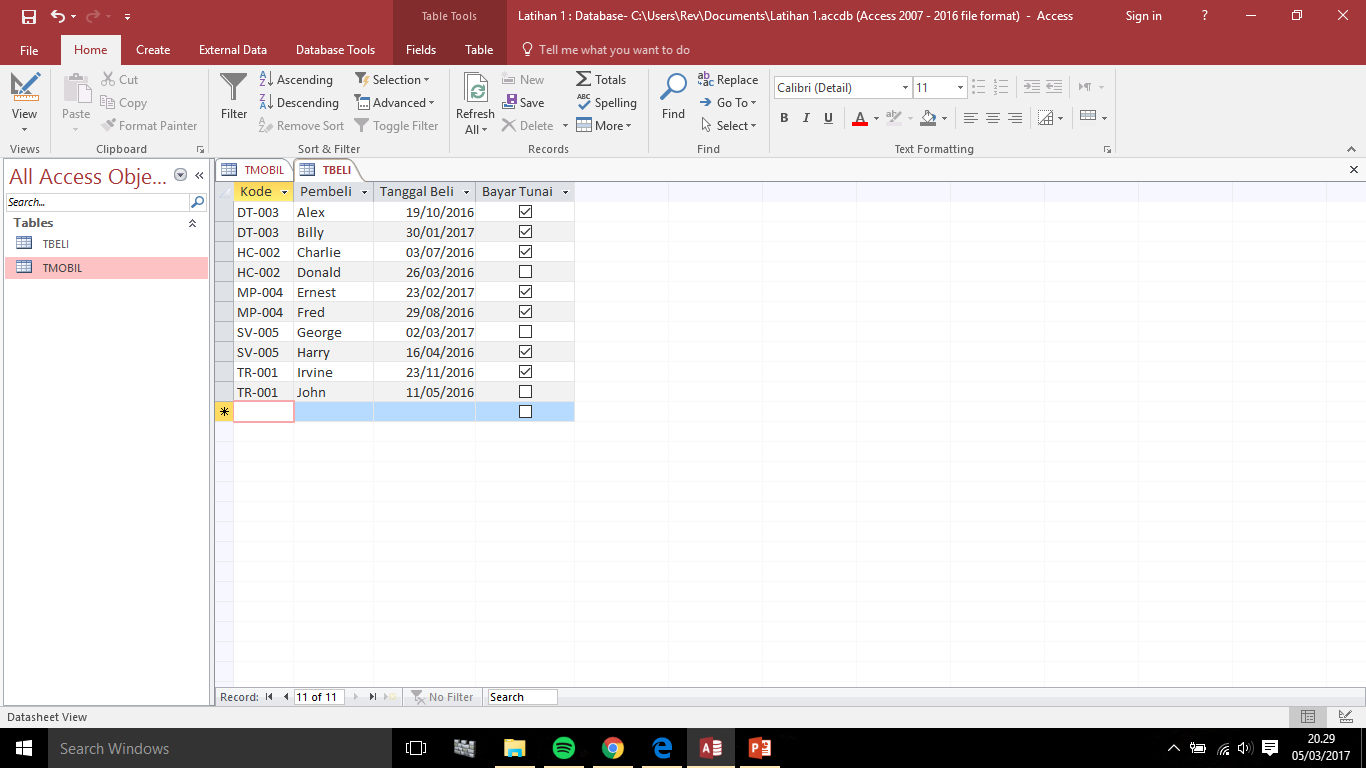 Table Tools
Latihan 1 : Database- C:\Users\Rev\Documents\Latihan 1.accdb (Access 2007 - 2016 file format) - Access
Sign in
?
File
Home
Create
External Data
Database Tools
Fields
Table
Tell me what you want to do
View
Views
Paste
Cut
Copy
Format Painter
Clipboard
Filter
Ascending
Descending
Remove Sort
Selection
Advanced
Toggle Filter
Sort & Filter
Refresh
All
New
Save
Delete
Totals
Spelling
More
Records
Find
Replace
Go To
Select
Find
Calibri (Detail)
11
B I U
A
Text Formatting
All Access Obje...
Search...
Tables
TBELI
TMOBIL
TMOBIL
TBELI
Kode Pembeli Tanggal Beli Bayar Tunai
DT-003 Alex 19/10/2016
DT-003 Billy 30/01/2017
HC-002 Charlie 03/07/2016
HC-002 Donald 26/03/2016
MP-004 Ernest 23/02/2017
MP-004 Fred 29/08/2016
SV-005 George 02/03/2017
SV-005 Harry 16/04/2016
TR-001 Irvine 23/11/2016
TR-001 John 11/05/2016
Record: 11 of 11 No Filter Search
Datasheet View
Search Windows
20.29
05/03/2017